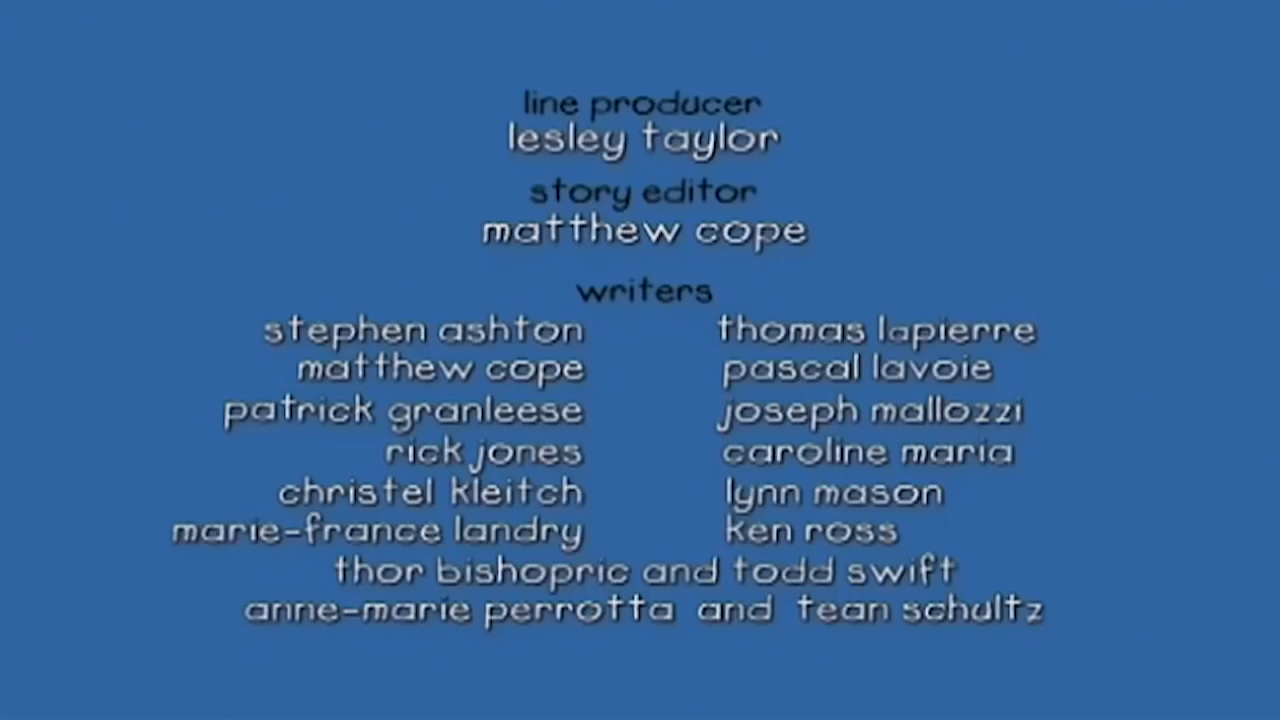 line producer
lesley taylor
story editor
matthew cope
writers
stephen ashton thomas lapierre
matthew cope pascal lavoie
patrick granleese joseph mallozzi
rick jones caroline maria
christel kleitch lynn mason
marie-france landry ken ross
thor bishopric and todd swift
anne-marie perrotta and tean schultz